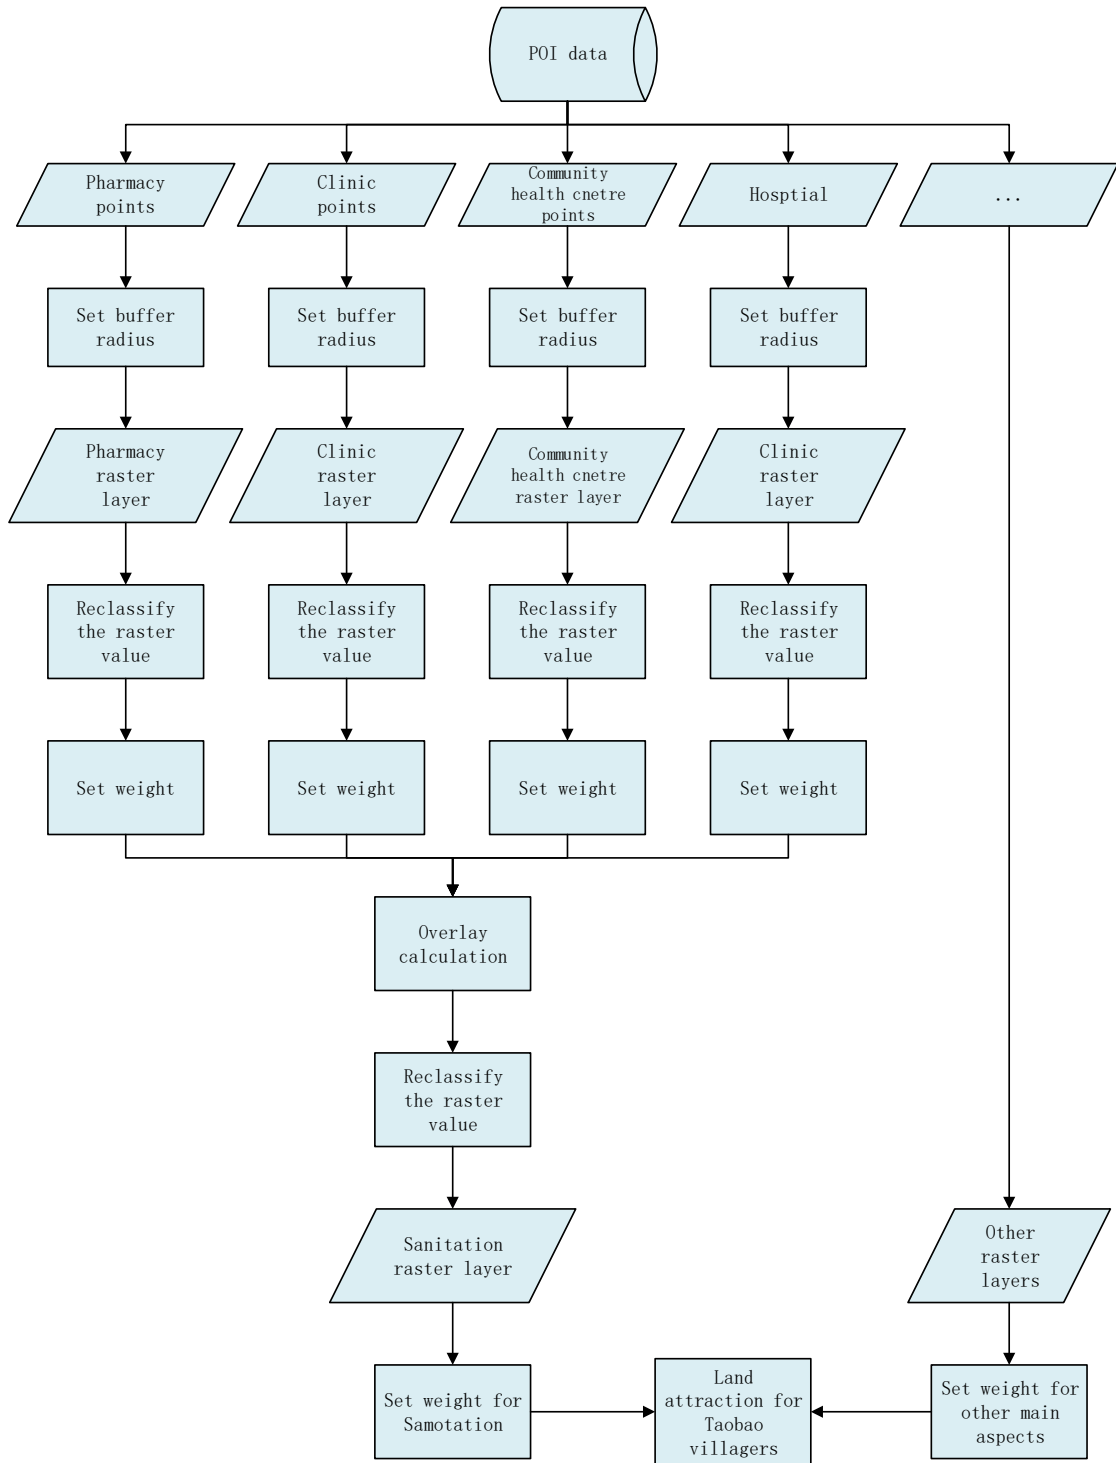 POI data
Pharmacy
points
Clinic
points
Community
health cnetre
points
Hosptial
...
Set buffer
radius
Set buffer
radius
Set buffer
radius
Set buffer
radius
Pharmacy
raster
layer
Clinic
raster
layer
Community
health cnetre
raster layer
Clinic
raster
layer
Reclassify
the raster
value
Reclassify
the raster
value
Reclassify
the raster
value
Reclassify
the raster
value
Set weight
Set weight
Set weight
Set weight
Overlay
calculation
Reclassify
the raster
value
Sanitation
raster layer
Other
raster
layers
Set weight for
Samotation
Land
attraction for
Taobao
villagers
Set weight for
other main
aspects